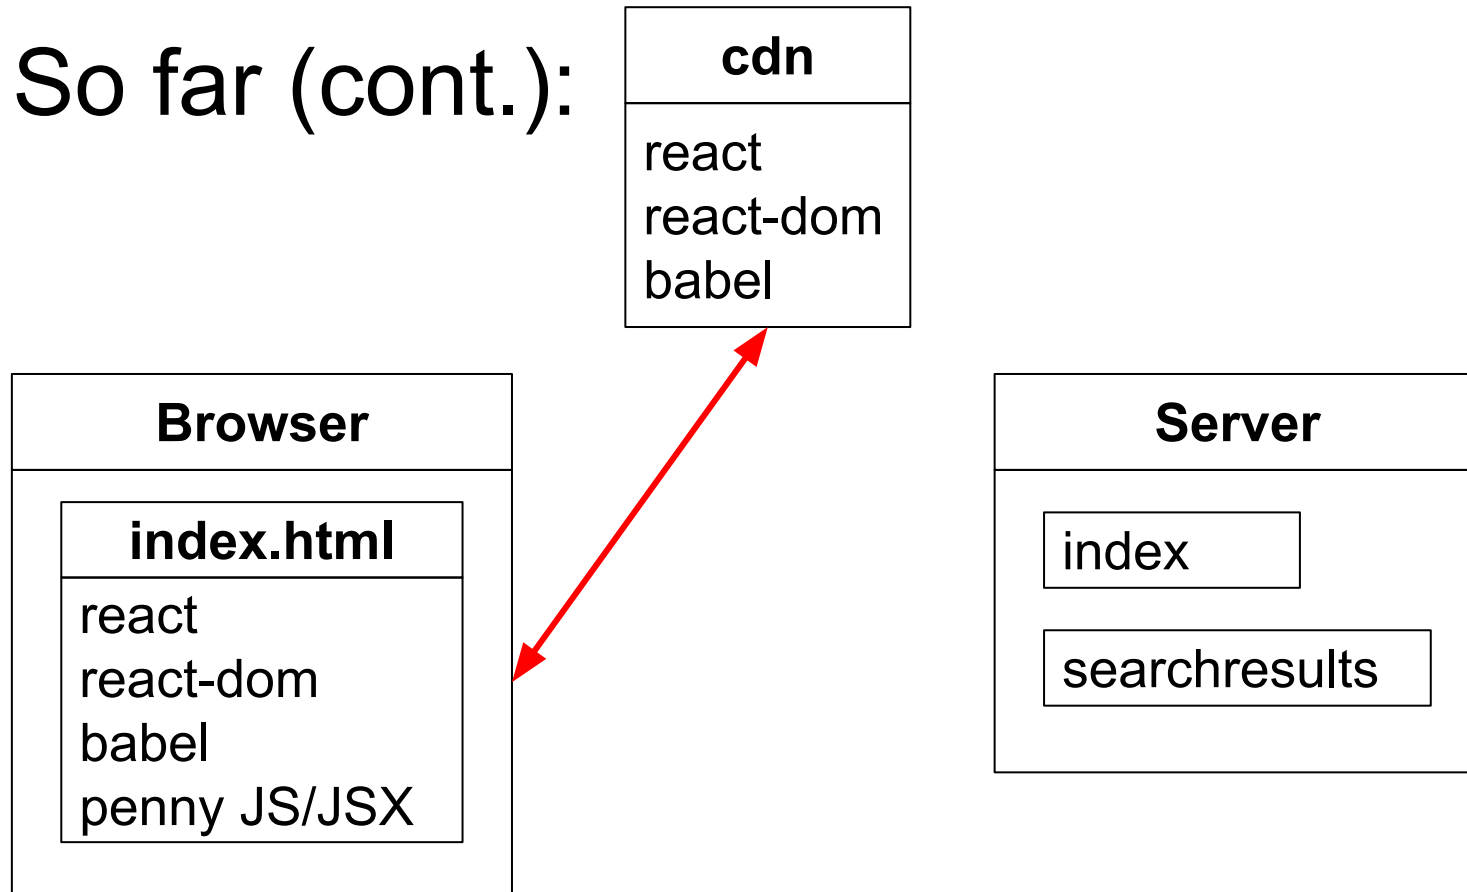 So far (cont.):
cdn
react
react-dom
babel
Browser
index.html
react
react-dom
babel
penny JS/JSX
Server
index
searchresults